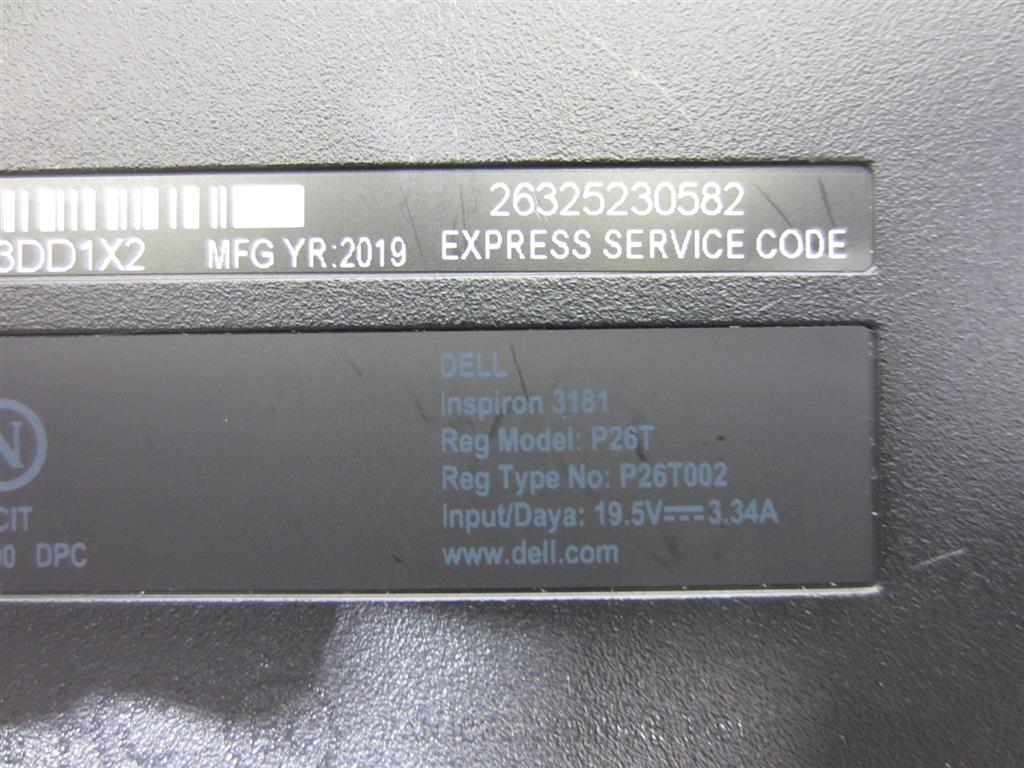 26325230582
3DD1X2 MFG YR:2019 EXPRESS SERVICE CODE
DELL
Inspiron 3181
Reg Model: P26T
Reg Type No: P26T002
CIT Input/Daya: 19.5V⎓3.34A
00 DPC www.dell.com